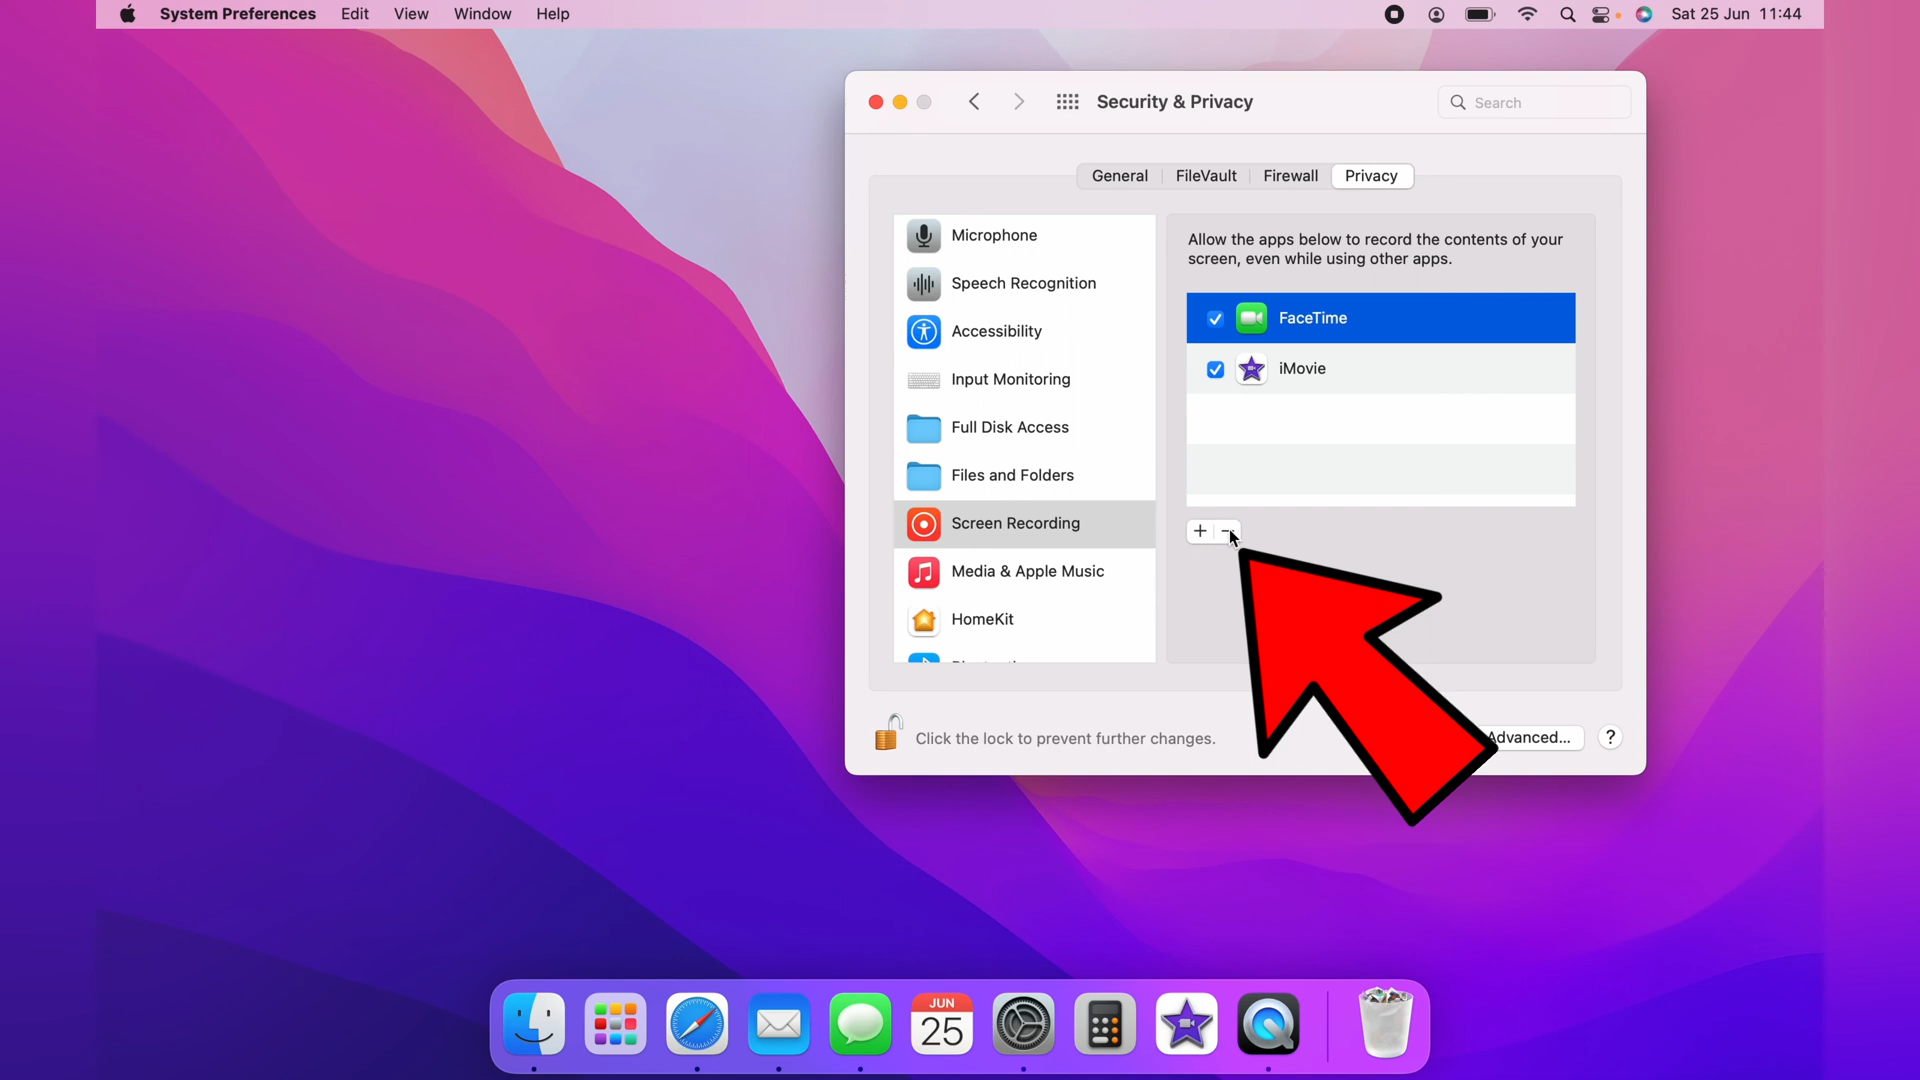 System Preferences Edit View Window Help
Sat 25 Jun 11:44
Security & Privacy
Search
General FileVault Firewall Privacy
Microphone
Speech Recognition
Accessibility
Input Monitoring
Full Disk Access
Files and Folders
Screen Recording
Media & Apple Music
HomeKit
Allow the apps below to record the contents of your
screen, even while using other apps.
FaceTime
iMovie
Click the lock to prevent further changes.
Advanced...
?
JUN
25